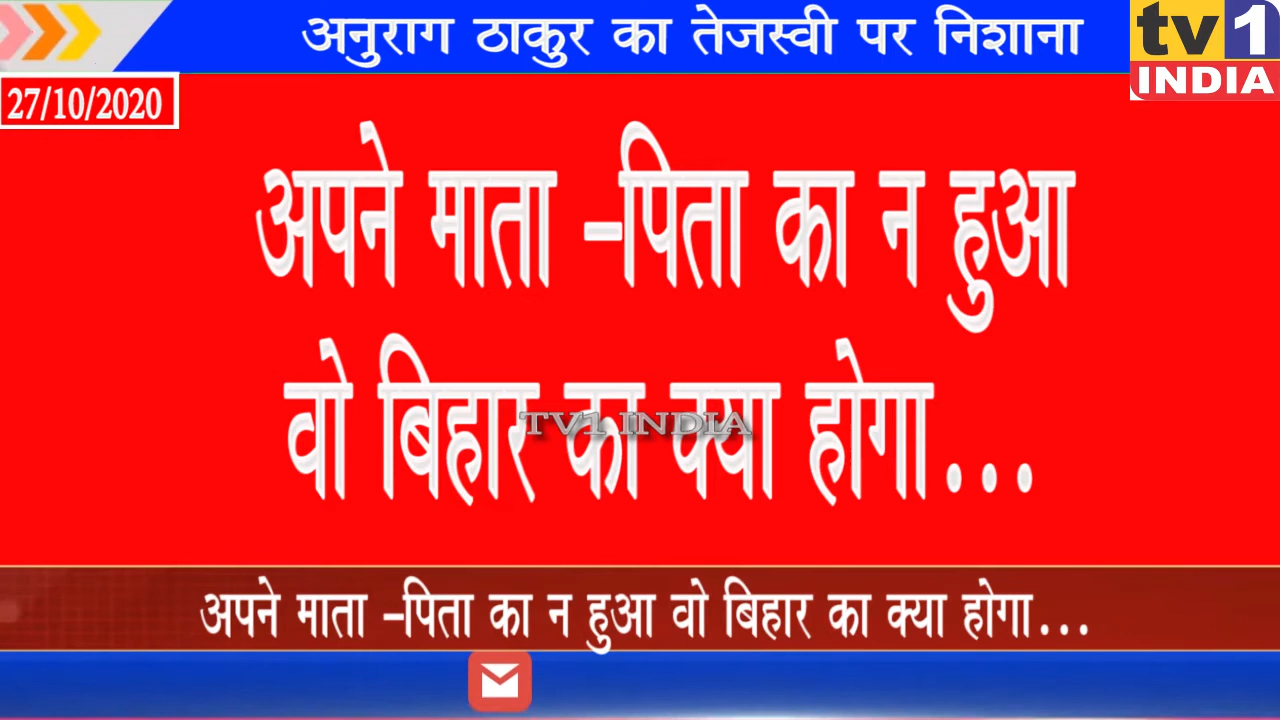 अनुराग ठाकुर का तेजस्वी पर निशाना
tv1
INDIA
27/10/2020
अपने माता -पिता का न हुआ
वो बिहार का क्या होगा...
TV1 INDIA
अपने माता -पिता का न हुआ वो बिहार का क्या होगा...